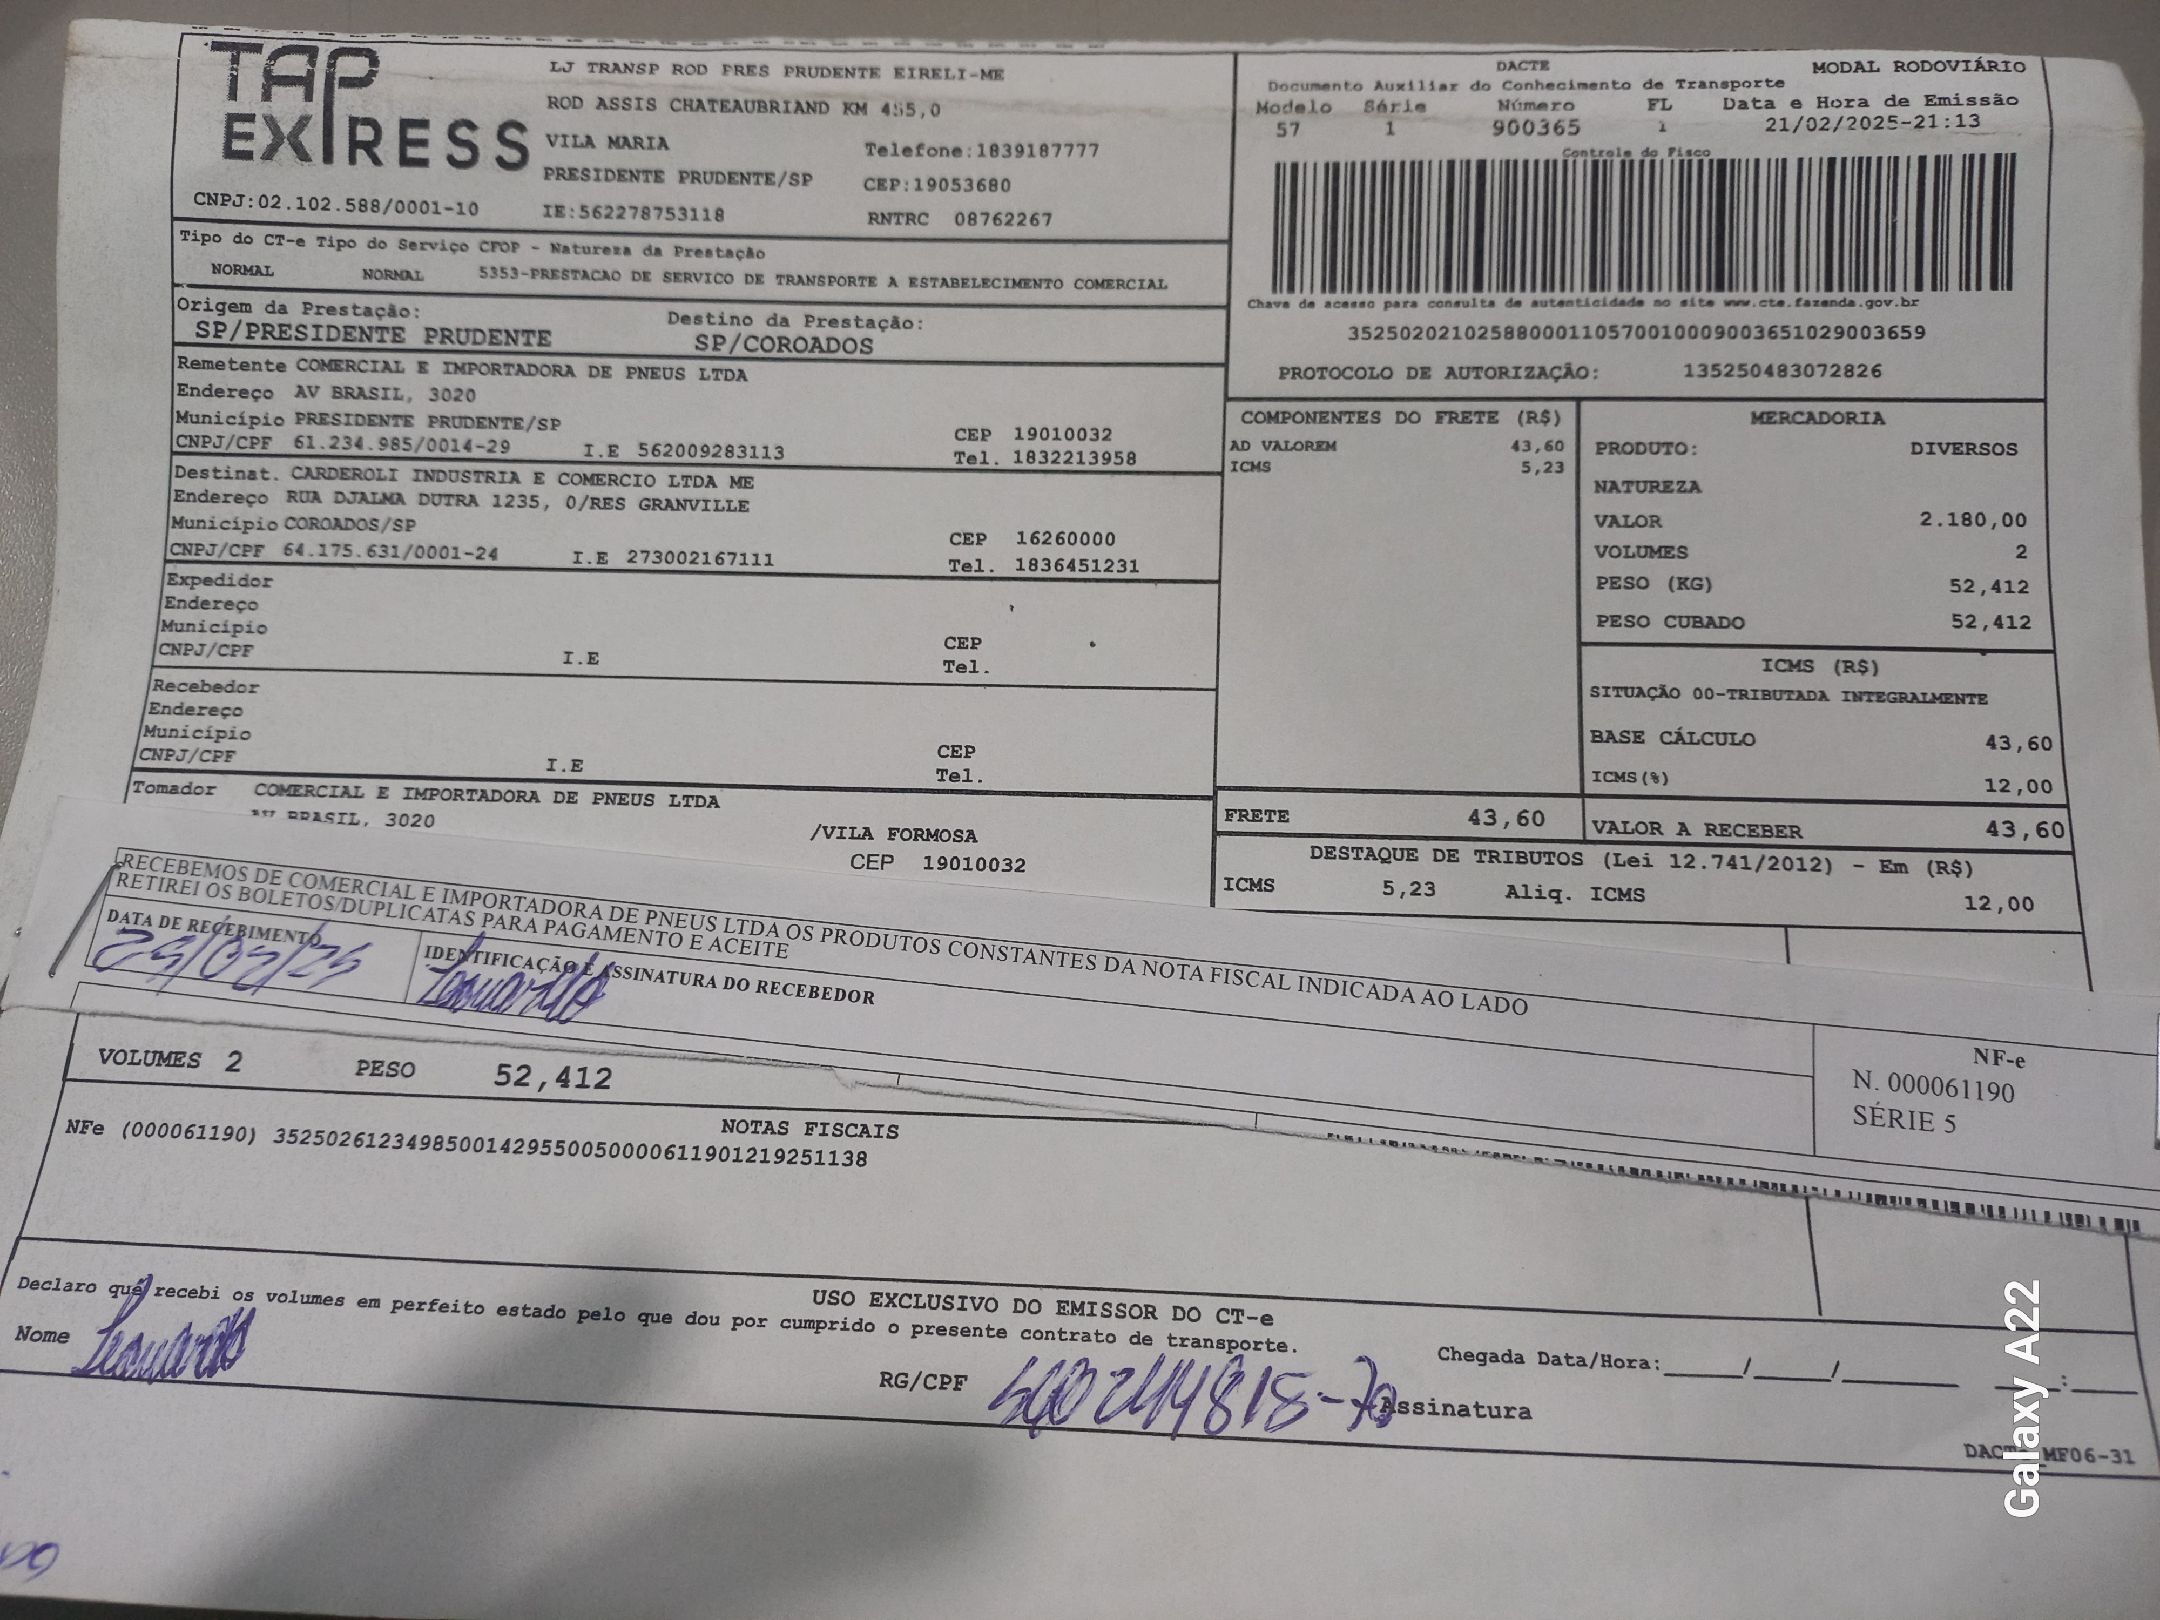 TAP EXPRESS
LJ TRANSP ROD PRES PRUDENTE EIRELI-ME
ROD ASSIS CHATEAUBRIAND KM 455,0
VILA MARIA Telefone:1839187777
PRESIDENTE PRUDENTE/SP CEP:19053680
CNPJ:02.102.588/0001-10 IE:562278753118 RNTRC 08762267
DACTE MODAL RODOVIÁRIO
Documento Auxiliar do Conhecimento de Transporte
Modelo Série Número FL Data e Hora de Emissão
57 1 900365 1 21/02/2025-21:13
Controle do Fisco
Chave de acesso para consulta de autenticidade no site www.cte.fazenda.gov.br
35250202102588000110570010009003651029003659
PROTOCOLO DE AUTORIZAÇÃO: 135250483072826
Tipo do CT-e Tipo do Serviço CFOP - Natureza da Prestação
NORMAL NORMAL 5353-PRESTACAO DE SERVICO DE TRANSPORTE A ESTABELECIMENTO COMERCIAL
Origem da Prestação: Destino da Prestação:
SP/PRESIDENTE PRUDENTE SP/COROADOS
Remetente COMERCIAL E IMPORTADORA DE PNEUS LTDA
Endereço AV BRASIL, 3020
Município PRESIDENTE PRUDENTE/SP CEP 19010032
CNPJ/CPF 61.234.985/0014-29 I.E 562009283113 Tel. 1832213958
Destinat. CARDEROLI INDUSTRIA E COMERCIO LTDA ME
Endereço RUA DJALMA DUTRA 1235, 0/RES GRANVILLE
Município COROADOS/SP CEP 16260000
CNPJ/CPF 64.175.631/0001-24 I.E 273002167111 Tel. 1836451231
Expedidor
Endereço
Município CEP
CNPJ/CPF I.E Tel.
Recebedor
Endereço
Município CEP
CNPJ/CPF I.E Tel.
Tomador COMERCIAL E IMPORTADORA DE PNEUS LTDA
AV BRASIL, 3020 /VILA FORMOSA
CEP 19010032
COMPONENTES DO FRETE (R$)
AD VALOREM 43,60
ICMS 5,23
FRETE 43,60
MERCADORIA
PRODUTO: DIVERSOS
NATUREZA
VALOR 2.180,00
VOLUMES 2
PESO (KG) 52,412
PESO CUBADO 52,412
ICMS (R$)
SITUAÇÃO 00-TRIBUTADA INTEGRALMENTE
BASE CÁLCULO 43,60
ICMS(%) 12,00
VALOR A RECEBER 43,60
DESTAQUE DE TRIBUTOS (Lei 12.741/2012) - Em (R$)
ICMS 5,23 Aliq. ICMS 12,00
RECEBEMOS DE COMERCIAL E IMPORTADORA DE PNEUS LTDA OS PRODUTOS CONSTANTES DA NOTA FISCAL INDICADA AO LADO
RETIREI OS BOLETOS/DUPLICATAS PARA PAGAMENTO E ACEITE
DATA DE RECEBIMENTO IDENTIFICAÇÃO E ASSINATURA DO RECEBEDOR
25/02/25 Leonardo
NF-e
N. 000061190
SÉRIE 5
VOLUMES 2 PESO 52,412
NOTAS FISCAIS
NFe (000061190) 35250261234985001429550050000611901219251138
USO EXCLUSIVO DO EMISSOR DO CT-e
Declaro que recebi os volumes em perfeito estado pelo que dou por cumprido o presente contrato de transporte.
Nome Leonardo RG/CPF Assinatura
Chegada Data/Hora:____/____/______ ___:____
DACTE MF06-31
Galaxy A22